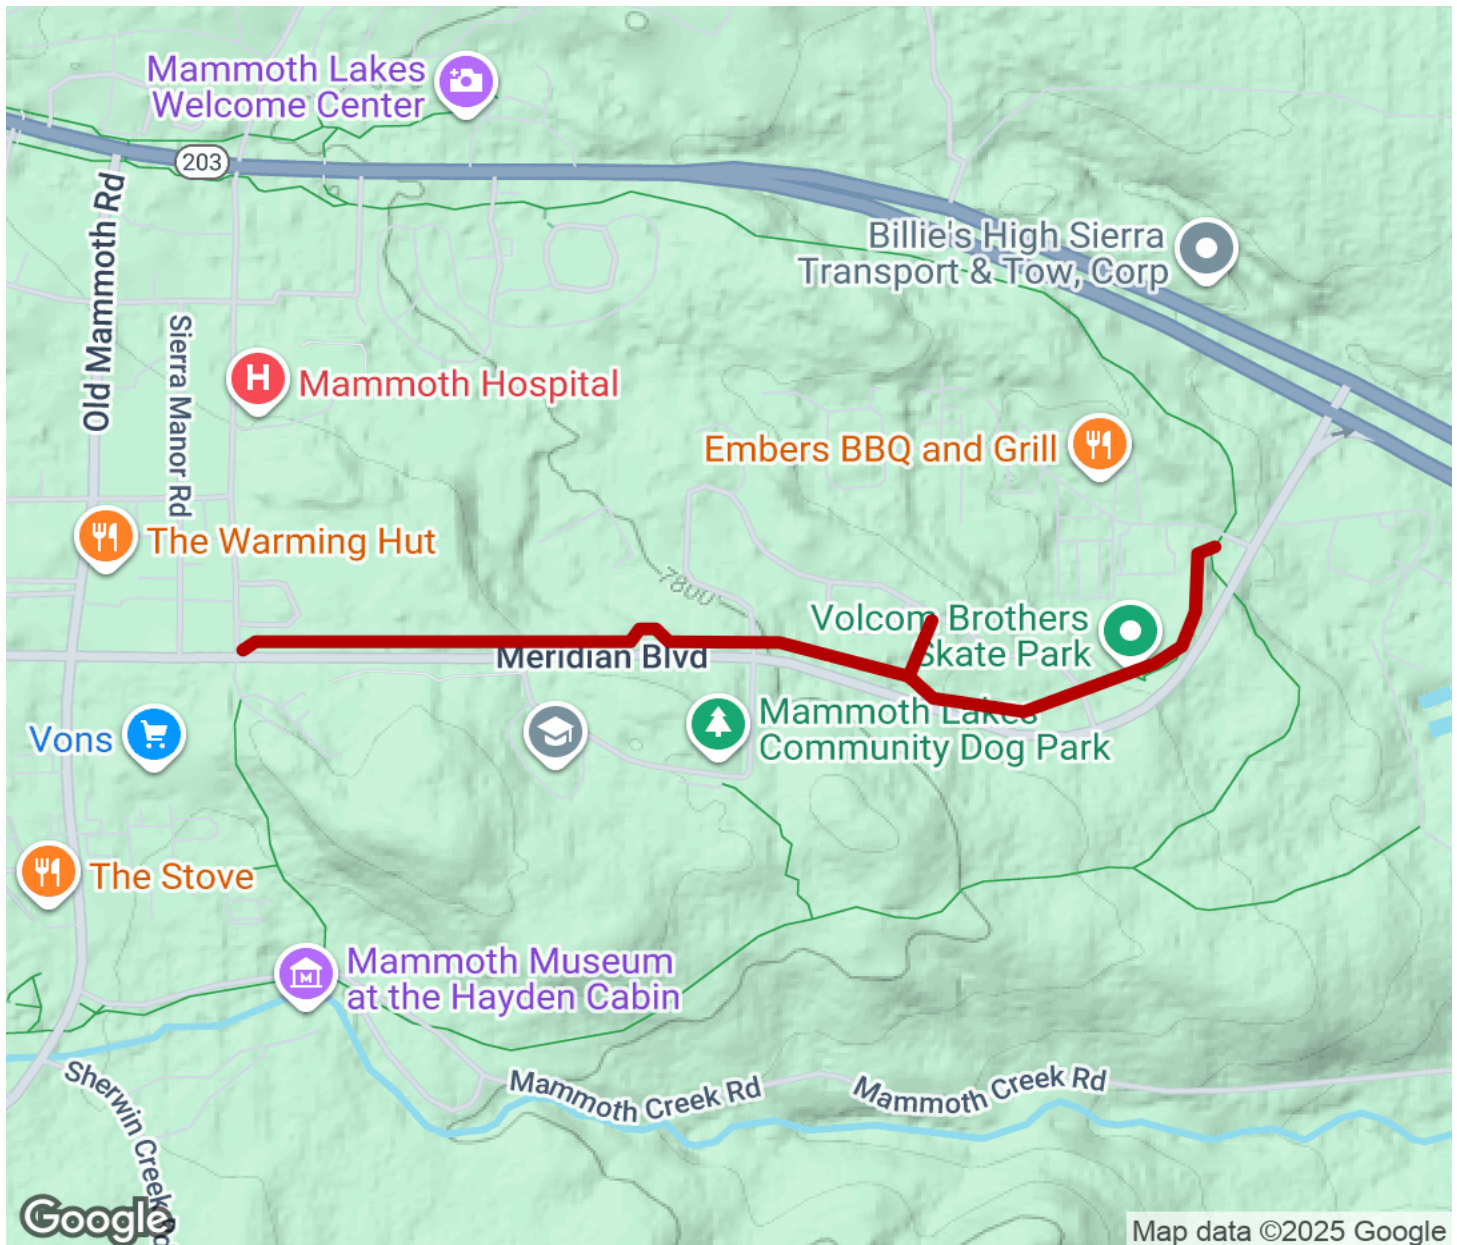 Mammoth Lakes
Welcome Center
203
Old Mammoth Rd
Billie's High Sierra
Transport & Tow, Corp
Sierra Manor Rd
H
Mammoth Hospital
Embers BBQ and Grill
The Warming Hut
7800'
Volcom Brothers
Skate Park
Meridian Blvd
Mammoth Lakes
Community Dog Park
Vons
The Stove
M
Mammoth Museum
at the Hayden Cabin
Mammoth Creek Rd
Mammoth Creek Rd
Sherwin Creek
Google
Map data ©2025 Google